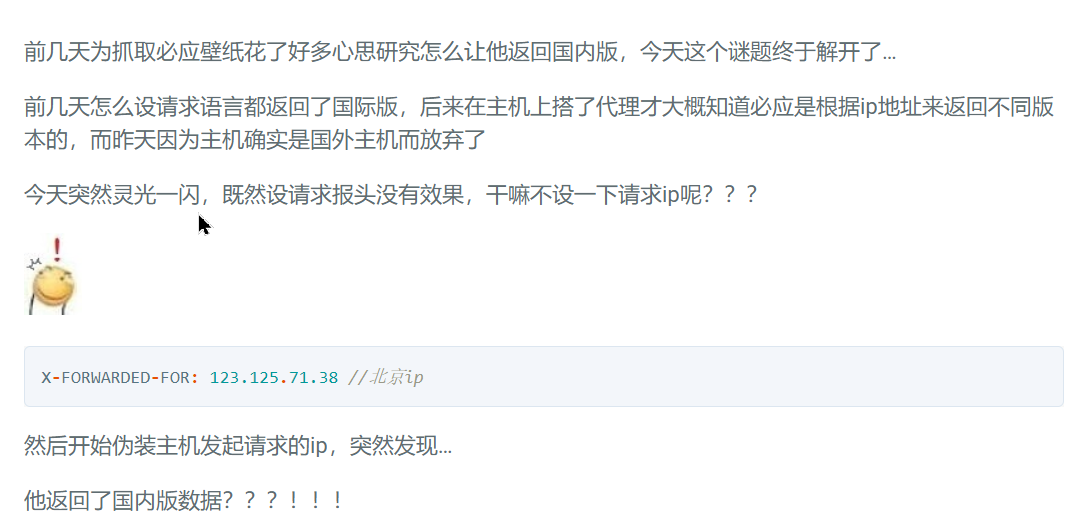 前几天为抓取必应壁纸花了好多心思研究怎么让他返回国内版，今天这个谜题终于解开了...
前几天怎么设请求语言都返回了国际版，后来在主机上搭了代理才大概知道必应是根据ip地址来返回不同版
本的，而昨天因为主机确实是国外主机而放弃了
今天突然灵光一闪，既然设请求报头没有效果，干嘛不设一下请求ip呢？？？
X-FORWARDED-FOR: 123.125.71.38 //北京ip
然后开始伪装主机发起请求的ip，突然发现...
他返回了国内版数据？？？！！！